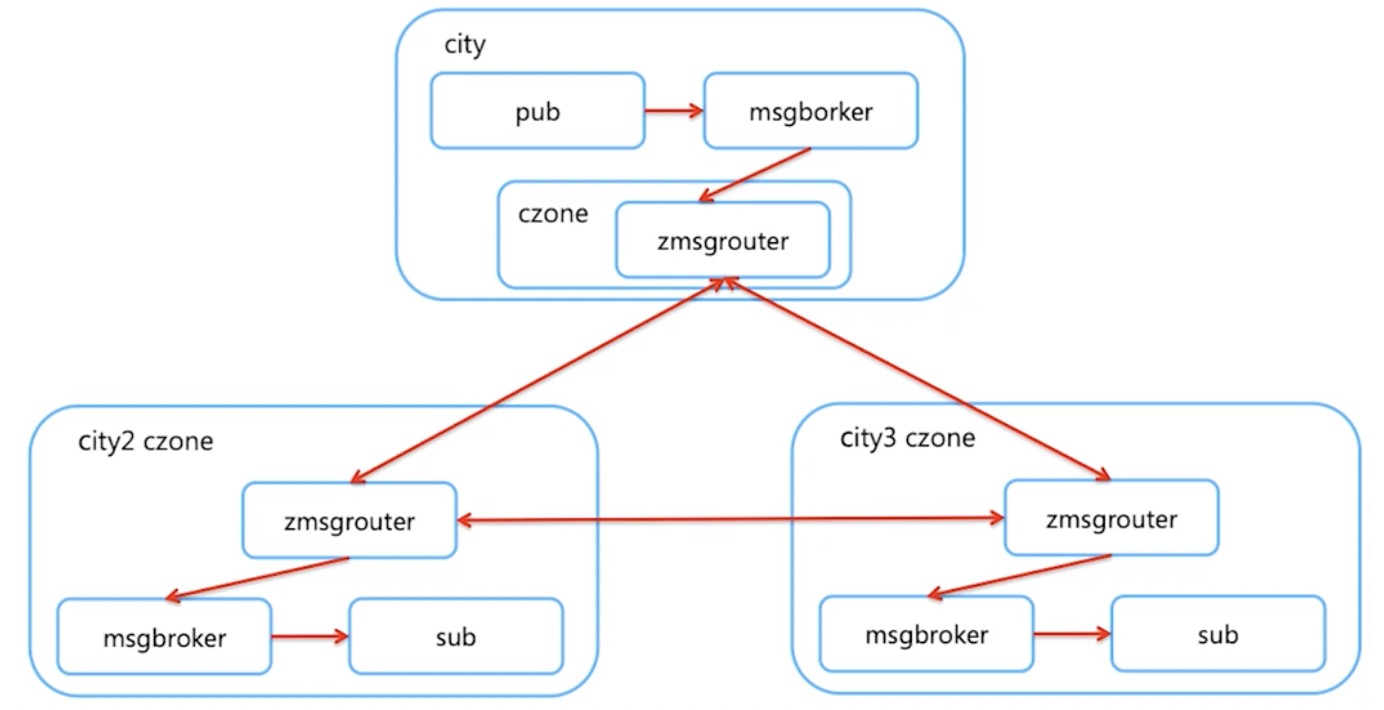 city
pub
msgborker
czone
zmsgrouter
city2 czone
zmsgrouter
msgbroker
sub
city3 czone
zmsgrouter
msgbroker
sub